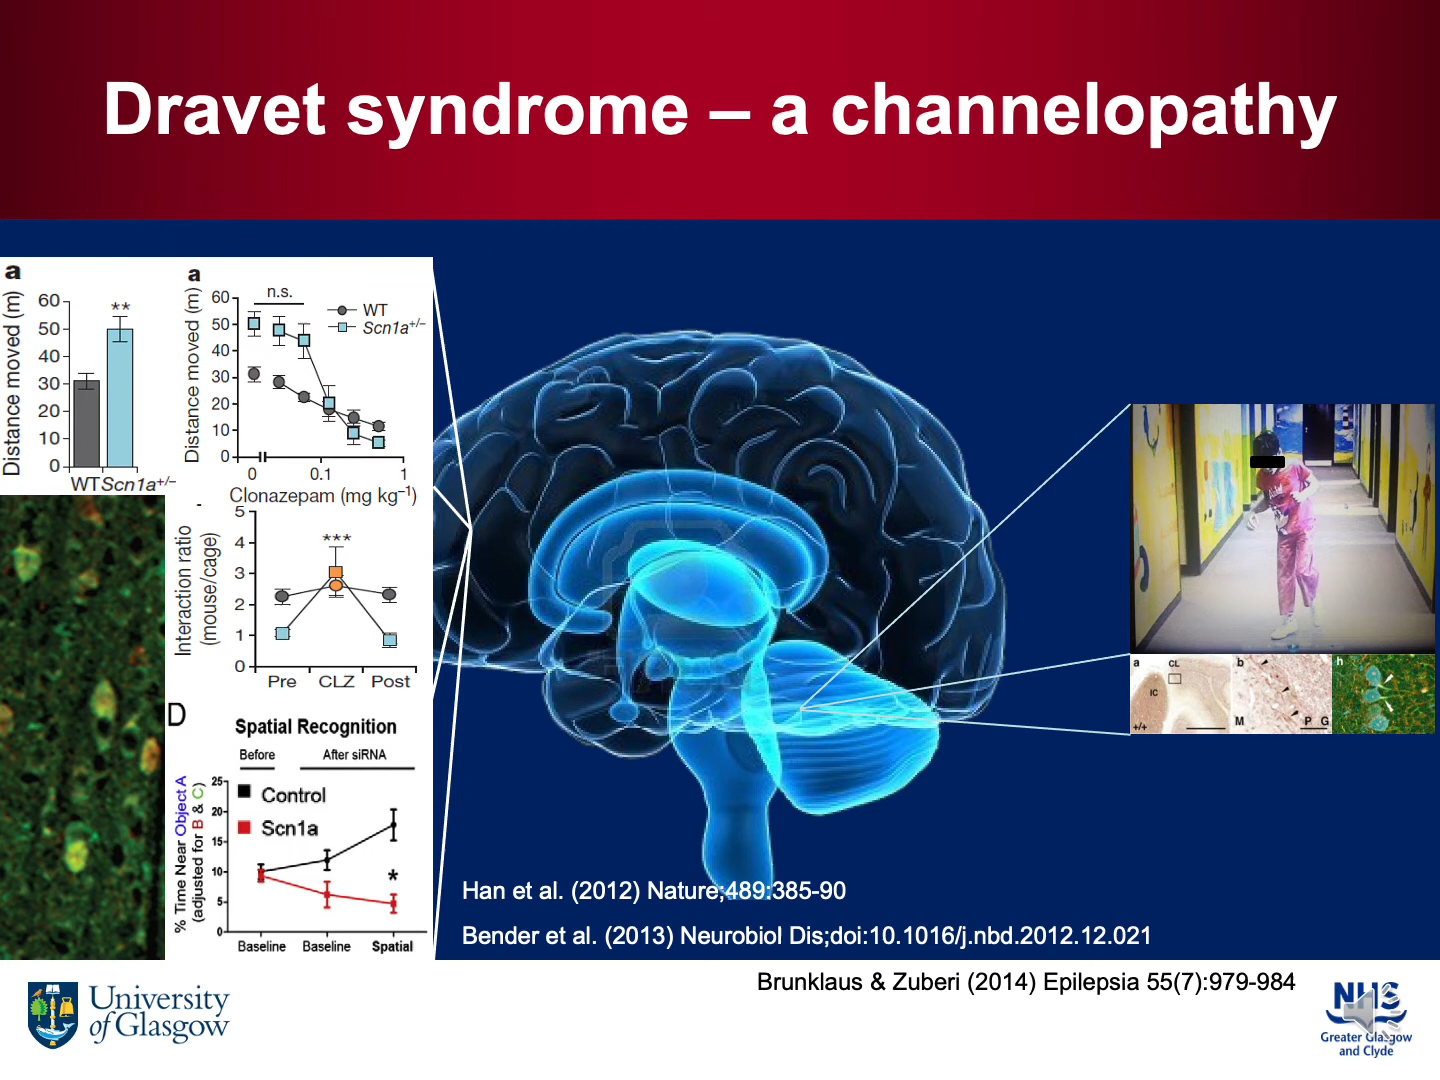 Dravet syndrome – a channelopathy
a
Distance moved (m)
60
50
40
30
20
10
0
**
WT Scn1a+/–
a
Distance moved (m)
60
50
40
30
20
10
0
n.s.
WT
Scn1a+/–
0 0.1 1
Clonazepam (mg kg–1)
Interaction ratio
(mouse/cage)
5
4
3
2
1
0
***
Pre CLZ Post
D
Spatial Recognition
Before After siRNA
% Time Near Object A
(adjusted for B & C)
25
20
15
10
5
0
Control
Scn1a
*
Baseline Baseline Spatial
a CL
IC
+/+
b
M P G
h
Han et al. (2012) Nature;489:385-90
Bender et al. (2013) Neurobiol Dis;doi:10.1016/j.nbd.2012.12.021
Brunklaus & Zuberi (2014) Epilepsia 55(7):979-984
University
of Glasgow
NHS
Greater Glasgow
and Clyde